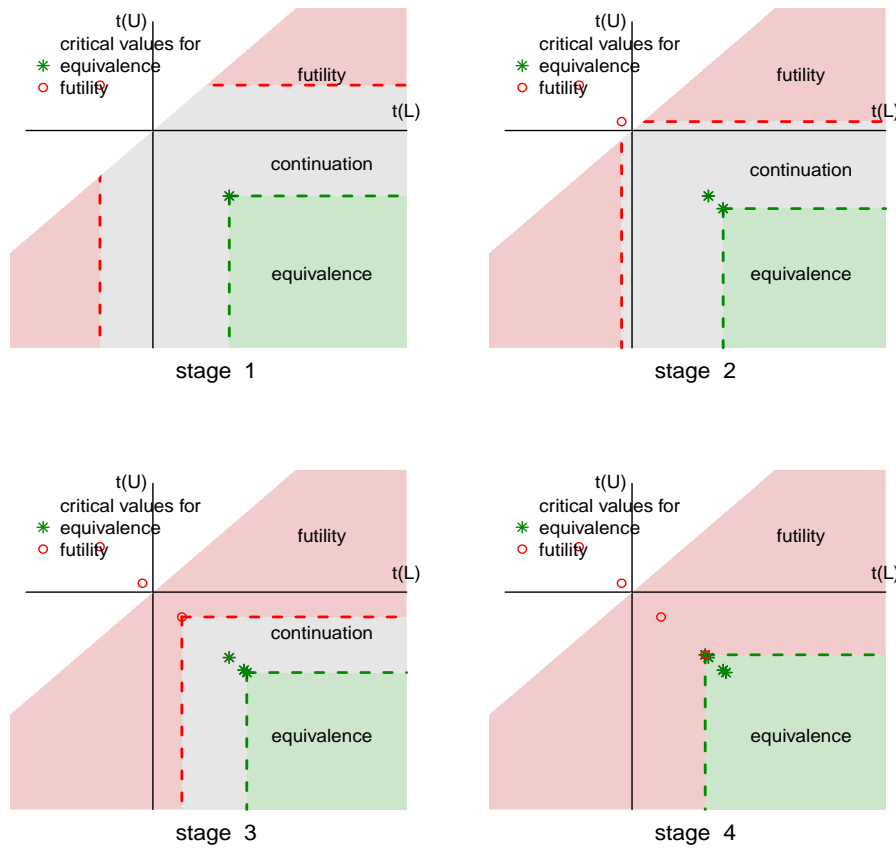 t(U)
critical values for
equivalence
futility
futility
t(L)
continuation
equivalence
stage 1
t(U)
critical values for
equivalence
futility
futility
t(L)
continuation
equivalence
stage 2
t(U)
critical values for
equivalence
futility
futility
t(L)
continuation
equivalence
stage 3
t(U)
critical values for
equivalence
futility
futility
t(L)
equivalence
stage 4